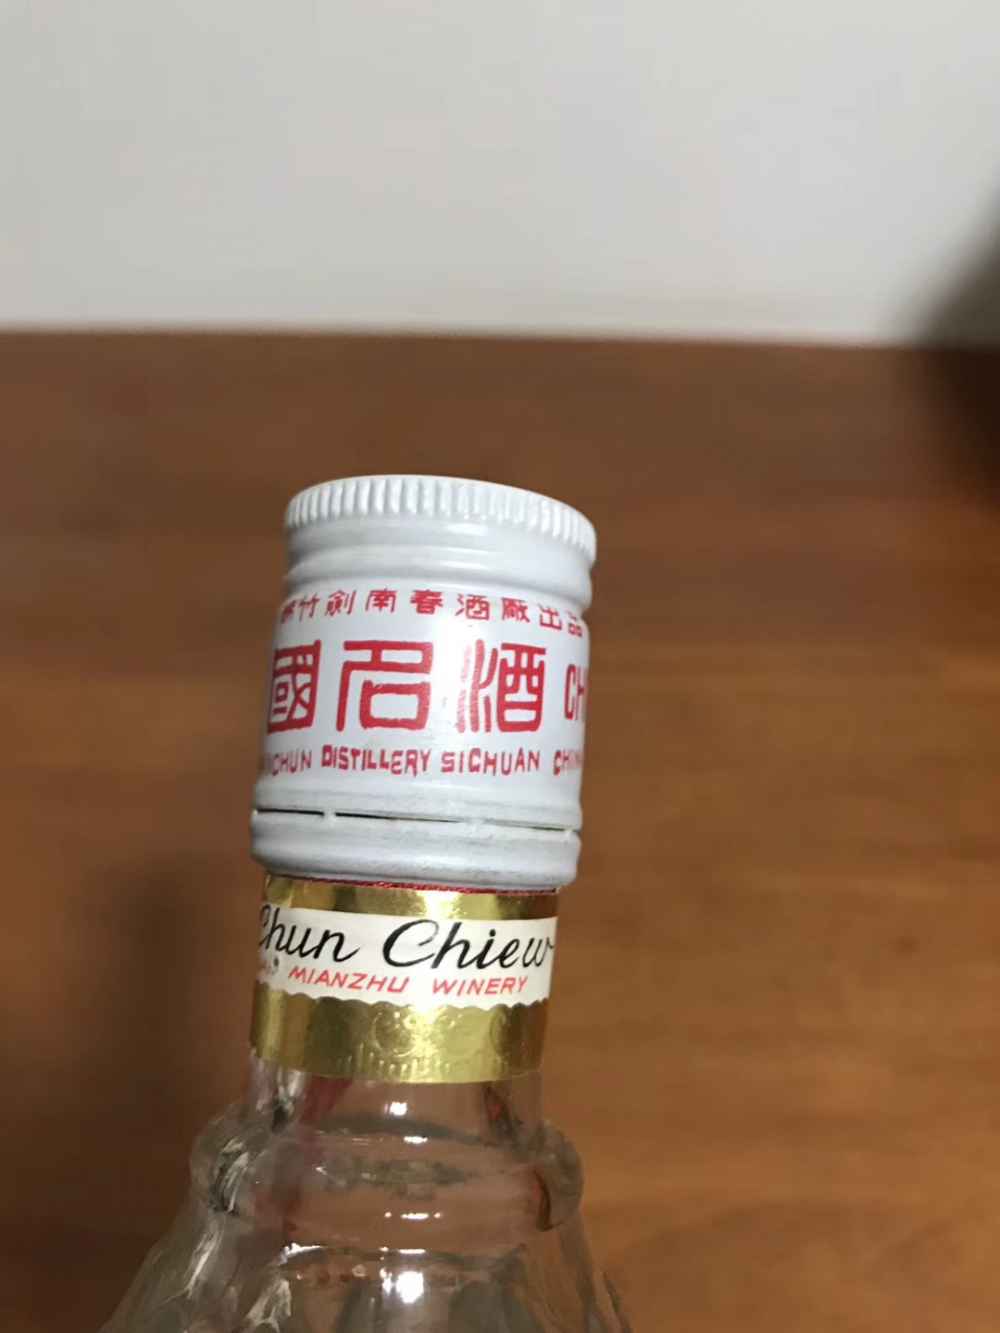 竹劍南春酒廠出品
國名酒 CH
CHUN DISTILLERY SICHUAN CHIN
Chun Chiew
MIANZHU WINERY